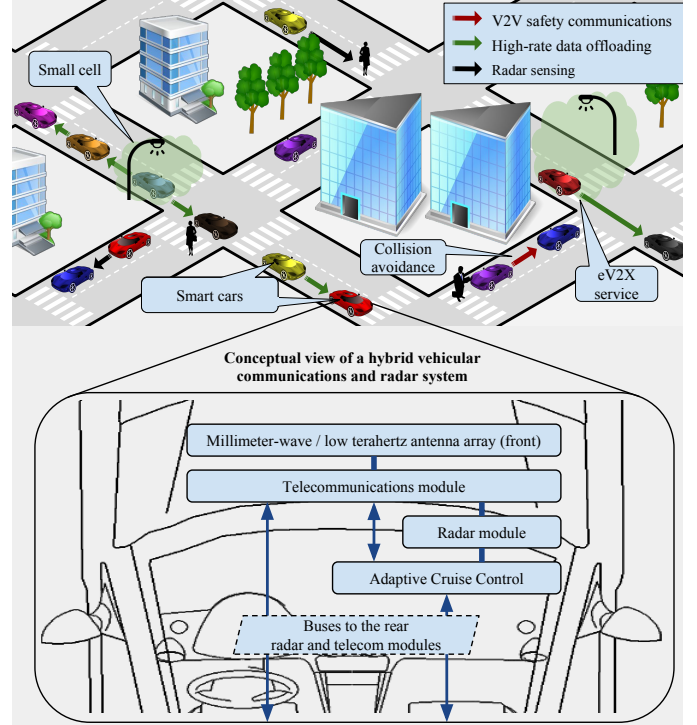 V2V safety communications
High-rate data offloading
Radar sensing
Small cell
Collision
avoidance
eV2X
service
Smart cars
Conceptual view of a hybrid vehicular
communications and radar system
Millimeter-wave / low terahertz antenna array (front)
Telecommunications module
Radar module
Adaptive Cruise Control
Buses to the rear
radar and telecom modules